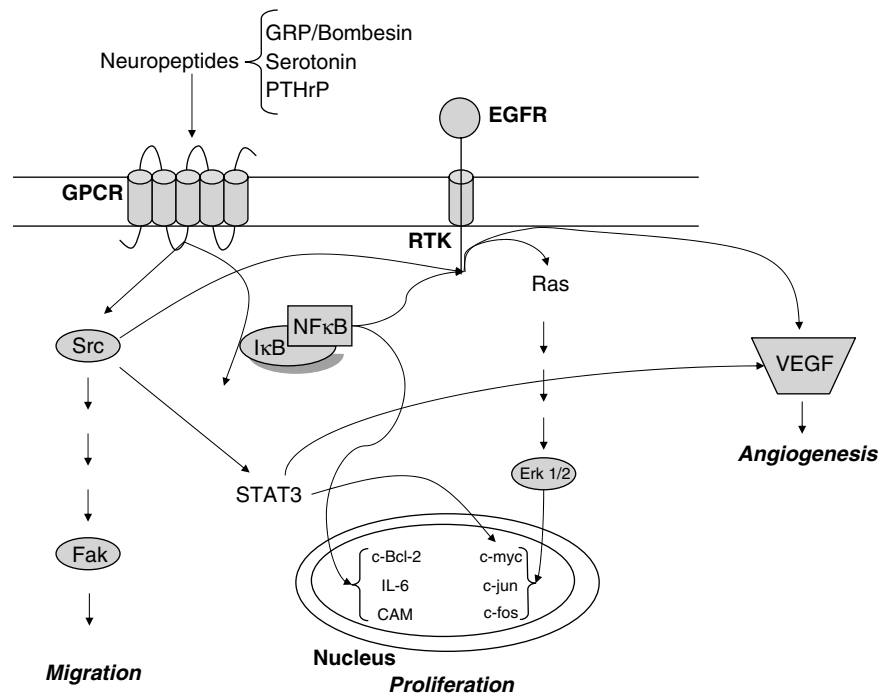 GRP/Bombesin
Neuropeptides
Serotonin
PTHrP
EGFR
GPCR
RTK
Ras
NFκB
IκB
Src
VEGF
Angiogenesis
STAT3
Erk 1/2
Fak
c-Bcl-2
c-myc
IL-6
c-jun
CAM
c-fos
Nucleus
Migration
Proliferation